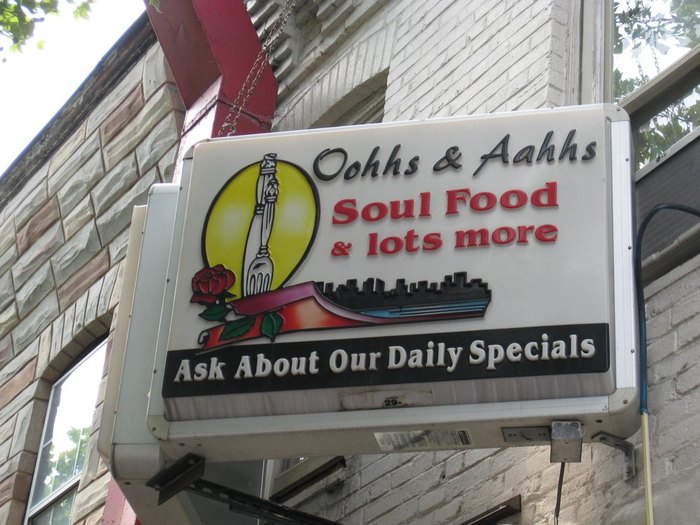 Oohhs & Aahhs
Soul Food
& lots more
Ask About Our Daily Specials